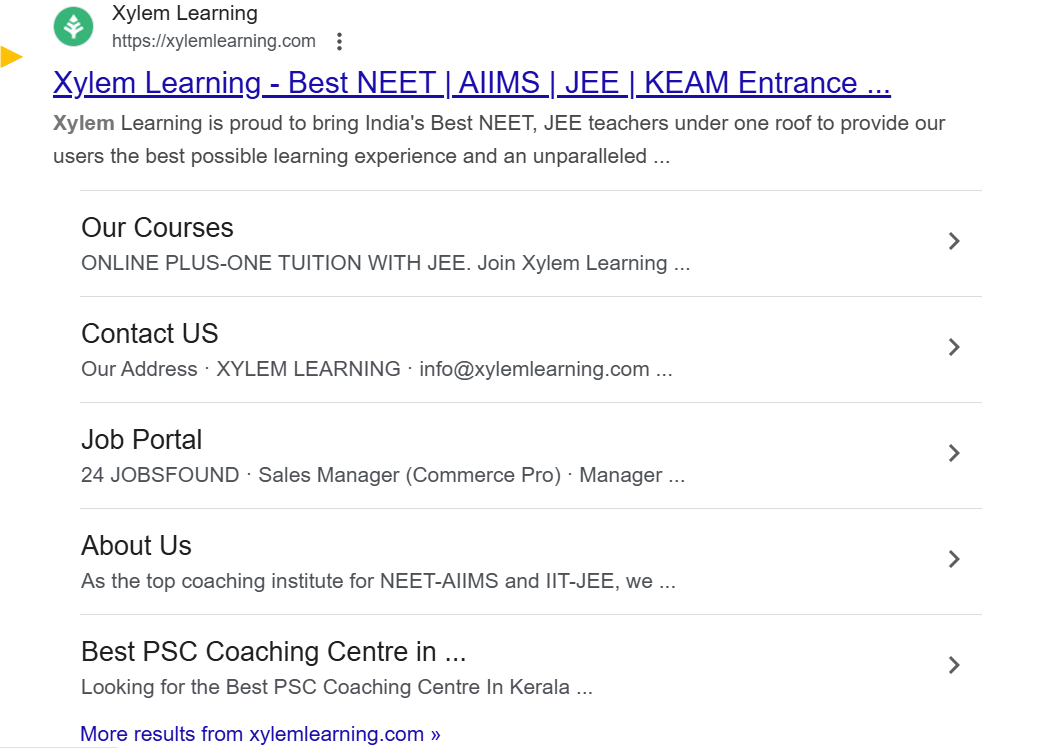 Xylem Learning
https://xylemlearning.com
Xylem Learning - Best NEET | AIIMS | JEE | KEAM Entrance ...
Xylem Learning is proud to bring India's Best NEET, JEE teachers under one roof to provide our
users the best possible learning experience and an unparalleled ...
Our Courses
ONLINE PLUS-ONE TUITION WITH JEE. Join Xylem Learning ...
Contact US
Our Address · XYLEM LEARNING · info@xylemlearning.com ...
Job Portal
24 JOBSFOUND · Sales Manager (Commerce Pro) · Manager ...
About Us
As the top coaching institute for NEET-AIIMS and IIT-JEE, we ...
Best PSC Coaching Centre in ...
Looking for the Best PSC Coaching Centre In Kerala ...
More results from xylemlearning.com »